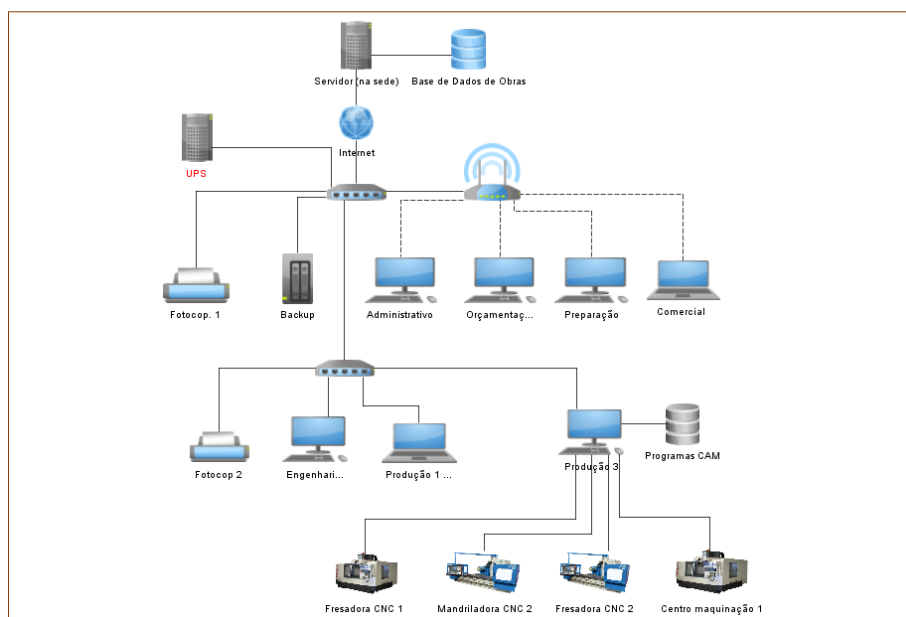 Servidor (na sede)
Base de Dados de Obras
Internet
UPS
Fotocop. 1
Backup
Administrativo
Orçamentaç...
Preparação
Comercial
Fotocop 2
Engenhari...
Produção 1 ...
Produção 3
Programas CAM
Fresadora CNC 1
Mandriladora CNC 2
Fresadora CNC 2
Centro maquinação 1